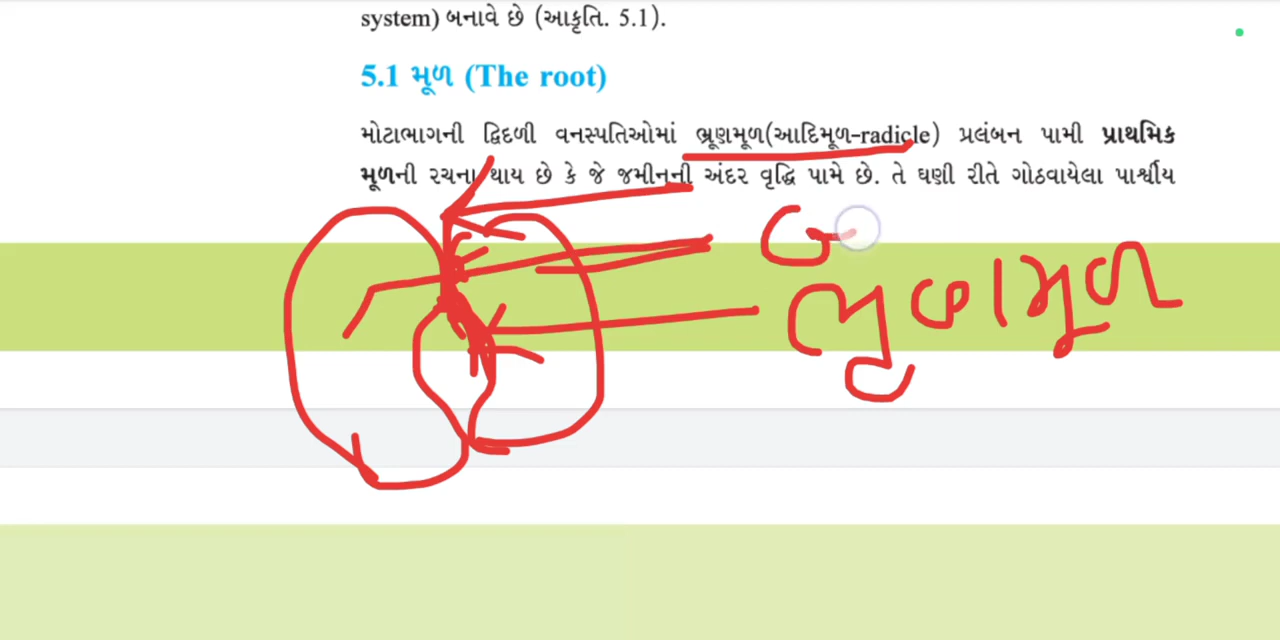 system) બનાવે છે (આકૃતિ. 5.1).
5.1 મૂળ (The root)
મોટાભાગની દ્વિદળી વનસ્પતિઓમાં ભ્રૂણમૂળ(આદિમૂળ-radicle) પ્રલંબન પામી પ્રાથમિક
મૂળની રચના થાય છે કે જે જમીનની અંદર વૃદ્ધિ પામે છે. તે ઘણી રીતે ગોઠવાયેલા પાર્શ્વીય